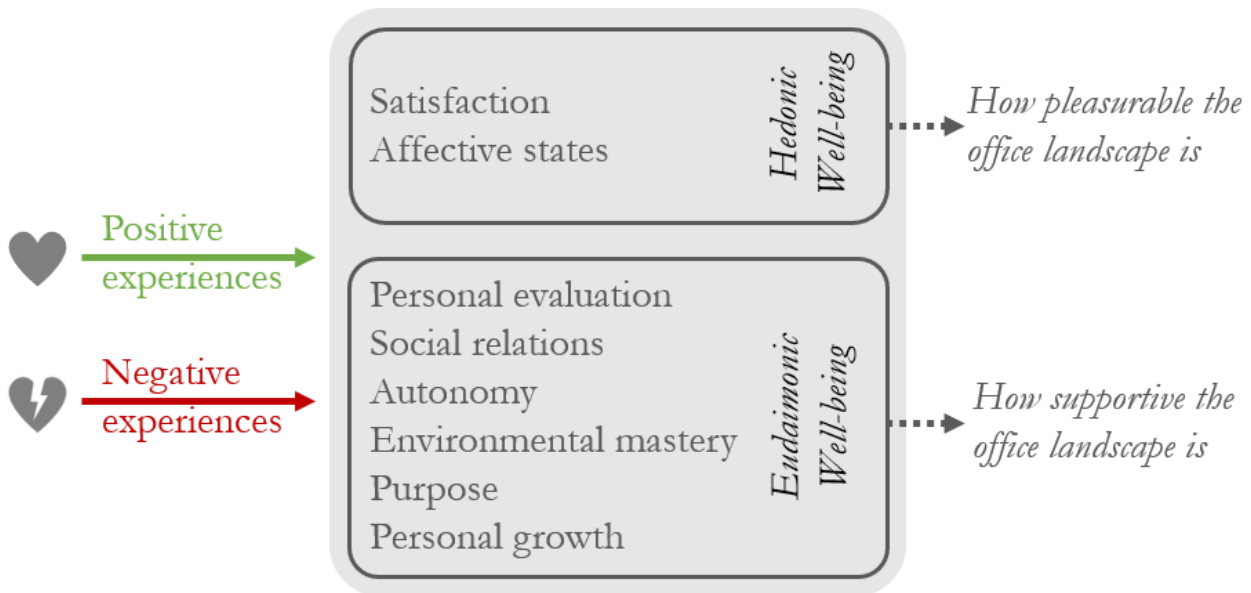 Positive
experiences
Negative
experiences
Satisfaction
Affective states
Hedonic
Well-being
How pleasurable the
office landscape is
Personal evaluation
Social relations
Autonomy
Environmental mastery
Purpose
Personal growth
Eudaimonic
Well-being
How supportive the
office landscape is